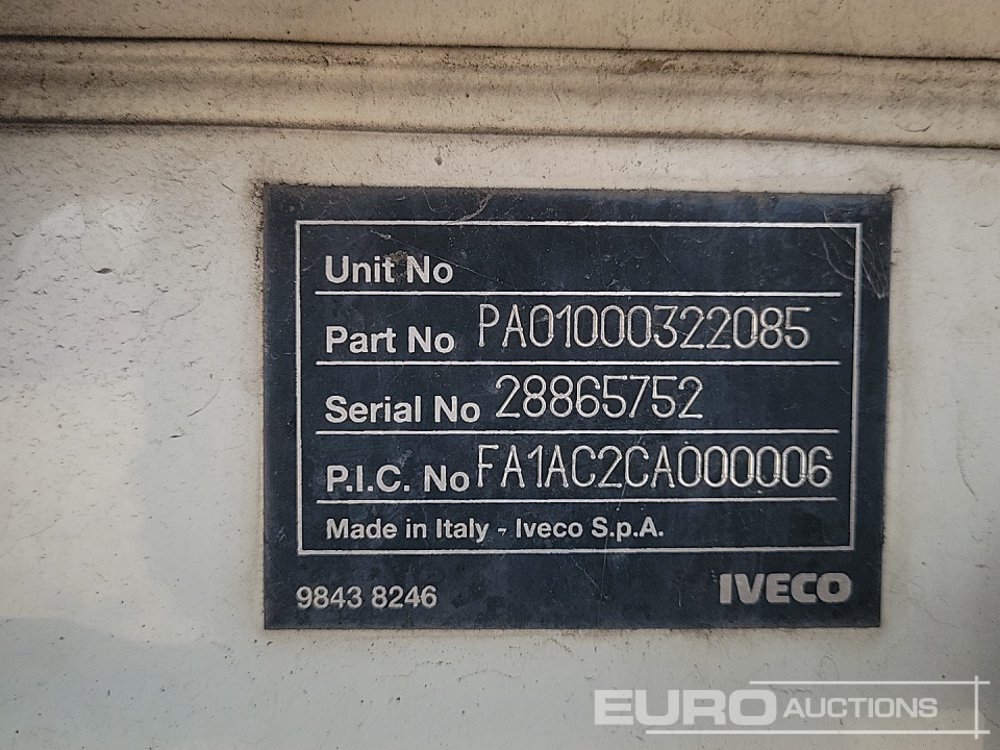 Unit No
Part No PA01000322085
Serial No 28865752
P.I.C. No FA1AC2CA000006
Made in Italy - Iveco S.p.A.
9843 8246 IVECO
EURO AUCTIONS